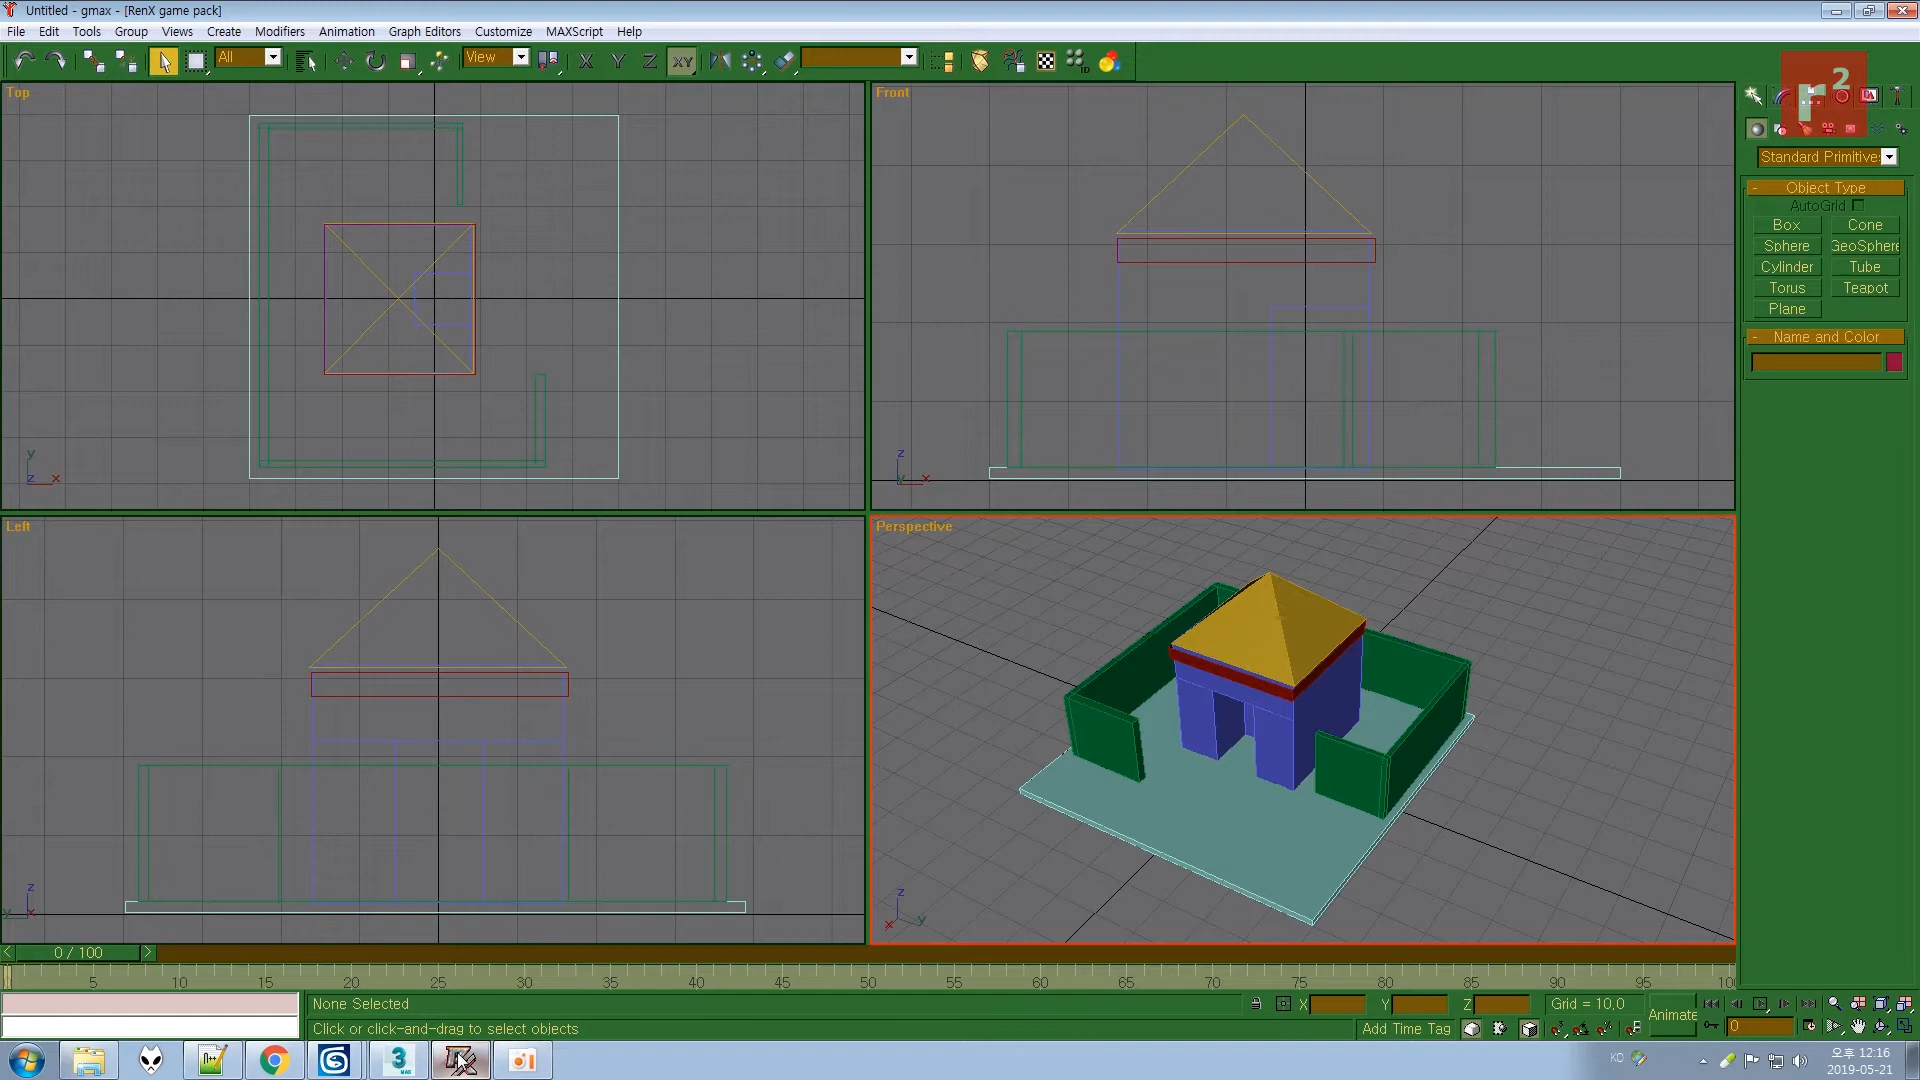 Untitled - gmax - [RenX game pack]
File Edit Tools Group Views Create Modifiers Animation Graph Editors Customize MAXScript Help
All View X Y Z XY
r2
Top
Front
Left
Perspective
Standard Primitive
- Object Type
AutoGrid
Box Cone
Sphere GeoSphere
Cylinder Tube
Torus Teapot
Plane
- Name and Color
y
z x
z
x
z
y x
z
x y
0 / 100
5 10 15 20 25 30 35 40 45 50 55 60 65 70 75 80 85 90 95 100
None Selected X Y Z Grid = 10,0 Animate
Click or click-and-drag to select objects Add Time Tag 0
오후 12:16
2019-05-21